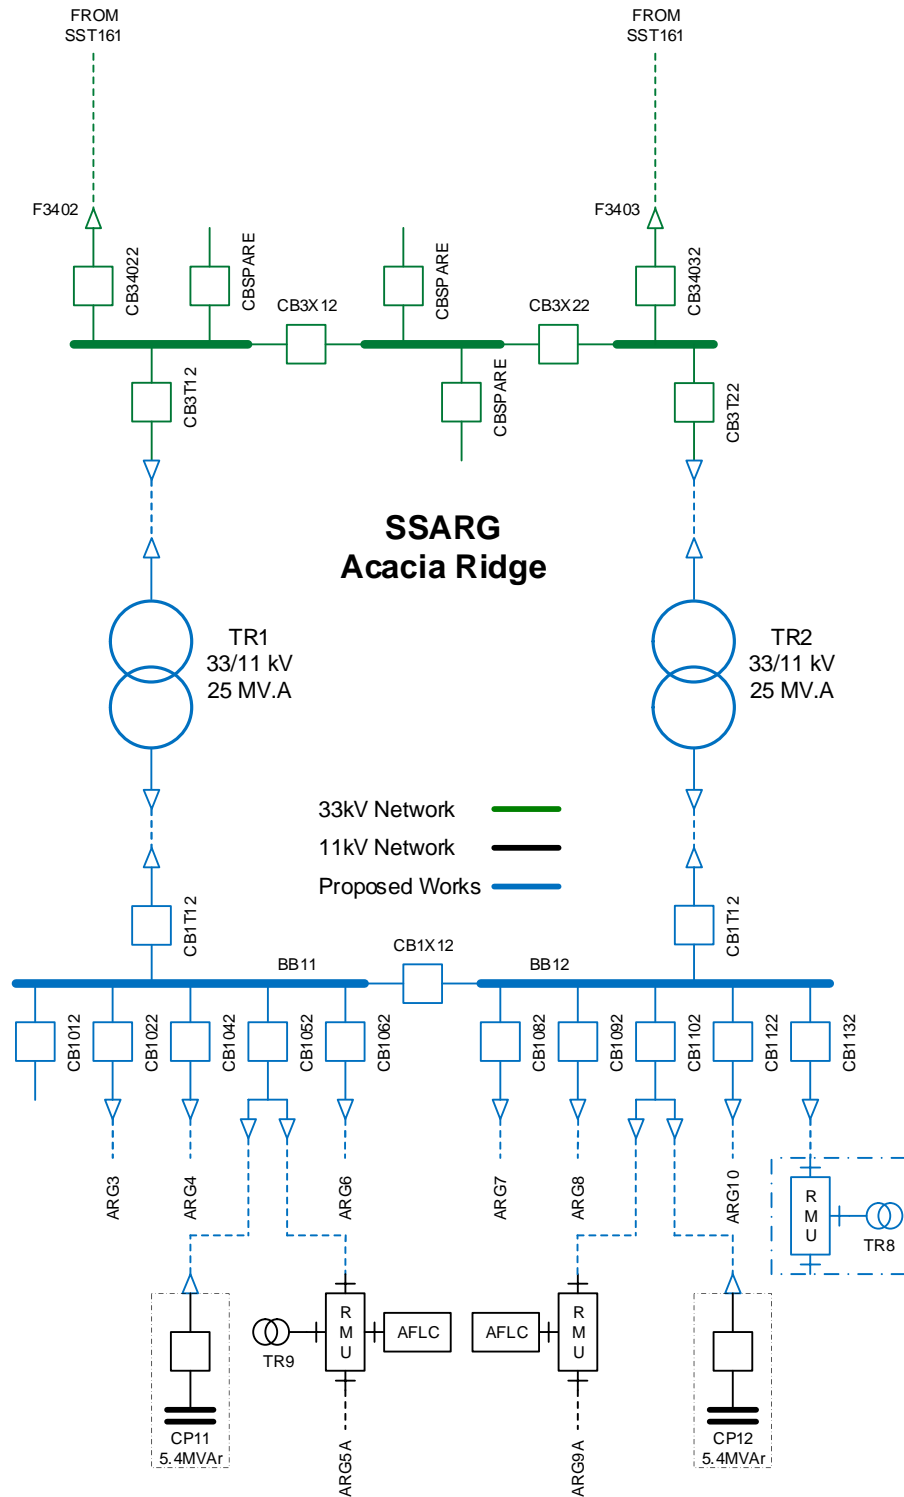 FROM
SST161
FROM
SST161
F3402
F3403
CB34022
CBSPARE
CBSPARE
CB34032
CB3X12
CB3X22
CB3T12
CBSPARE
CB3T22
SSARG
Acacia Ridge
TR1
33/11 kV
25 MV.A
TR2
33/11 kV
25 MV.A
33kV Network
11kV Network
Proposed Works
CB1T12
CB1T12
CB1X12
BB11
BB12
CB1012
CB1022
CB1042
CB1052
CB1062
CB1082
CB1092
CB1102
CB1122
CB1132
ARG3
ARG4
ARG6
ARG7
ARG8
ARG10
R
M
U
TR8
R
M
U
AFLC
TR9
AFLC
R
M
U
CP11
5.4MVAr
ARG5A
ARG9A
CP12
5.4MVAr